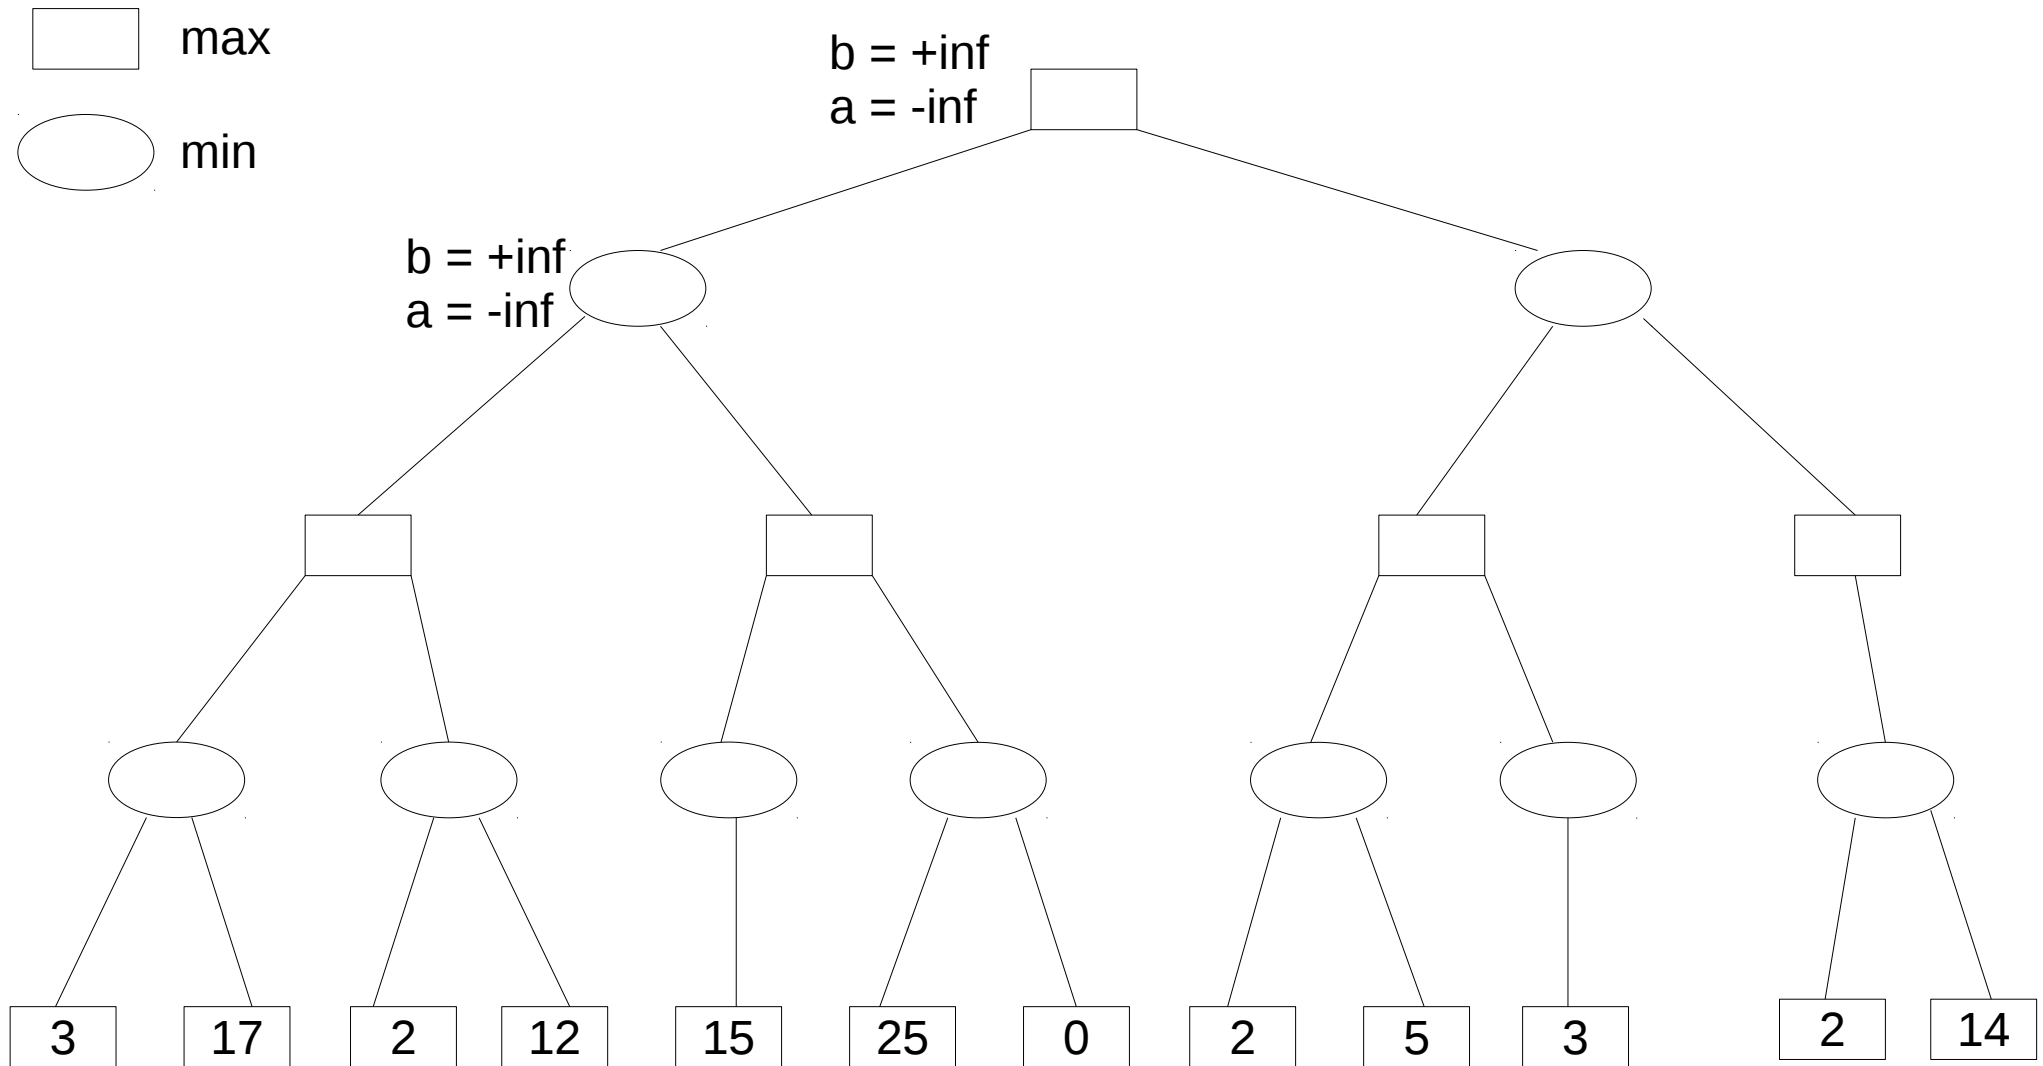 max
min
b = +inf
a = -inf
b = +inf
a = -inf
3 17 2 12 15 25 0 2 5 3 2 14